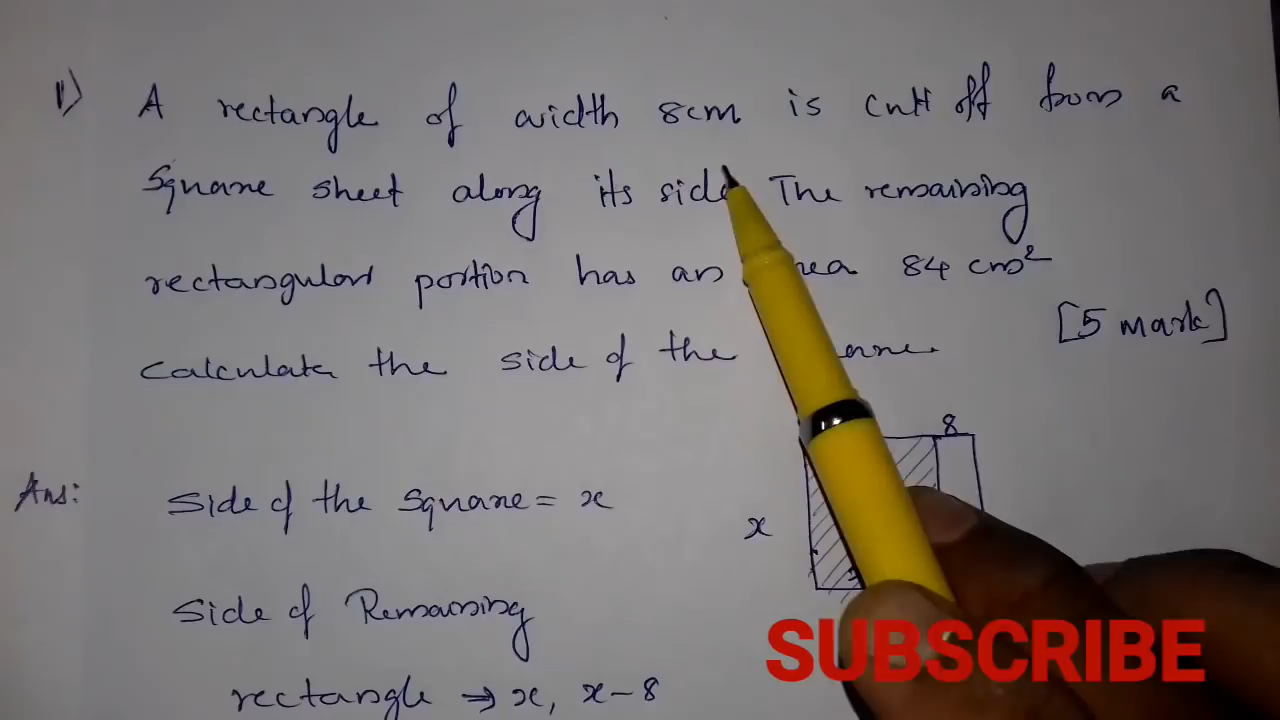 1) A rectangle of width 8cm is cutt off from a
Square sheet along its side The remaining
rectangular portion has an area 84 cm²
[5 mark]
Calculate the side of the
8
Ans: Side of the Square = x
x
Side of Remaining
SUBSCRIBE
rectangle ⇒ x, x-8